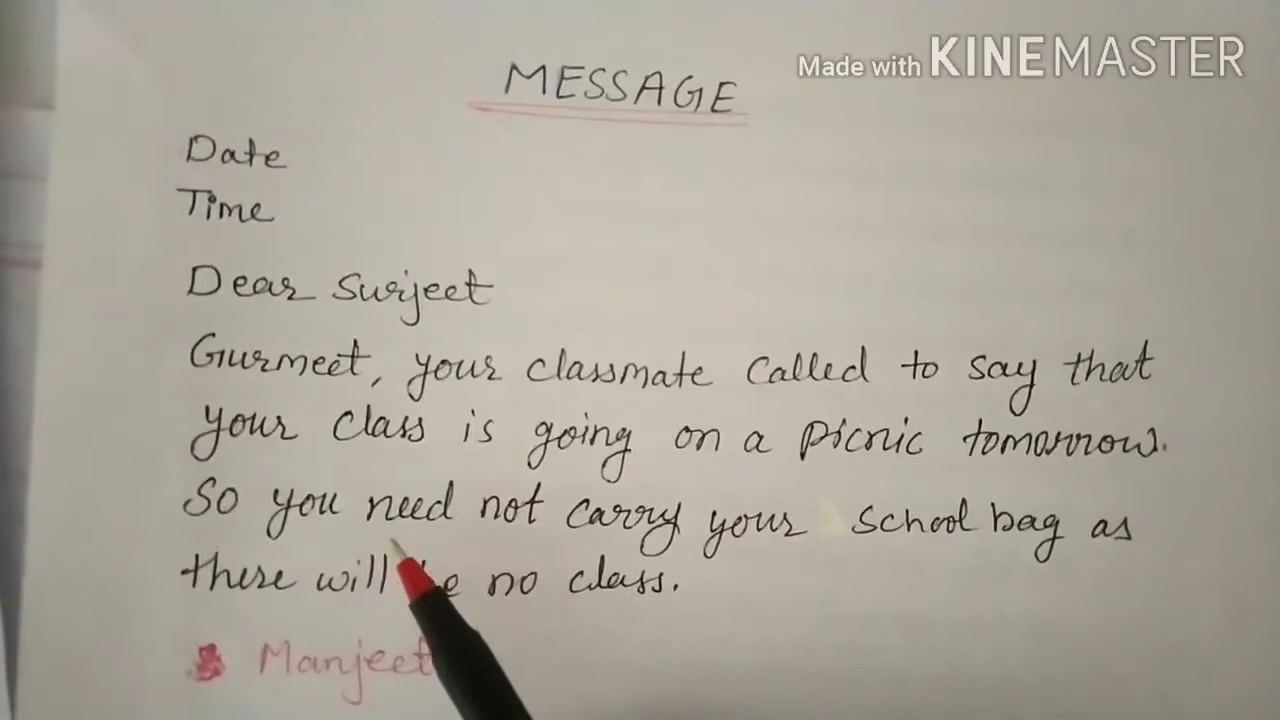 Made with KINEMASTER
MESSAGE
Date
Time
Dear Surjeet
Gurmeet, your classmate called to say that
your class is going on a picnic tomorrow.
So you need not carry your school bag as
there will be no class.
Manjeet